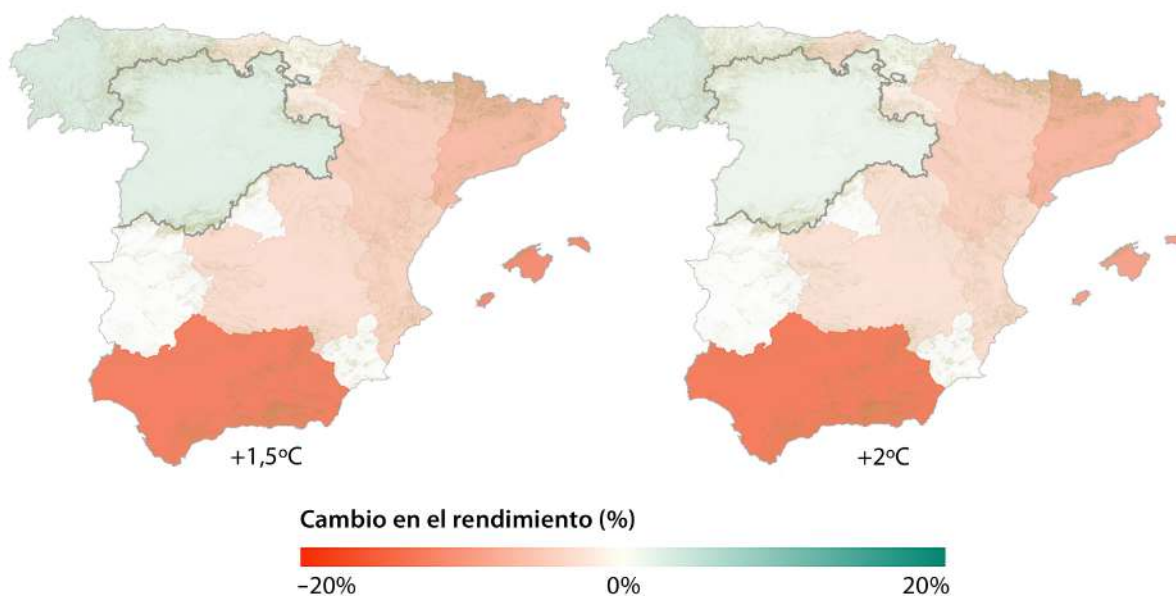 +1,5ºC
+2ºC
Cambio en el rendimiento (%)
–20%
0%
20%